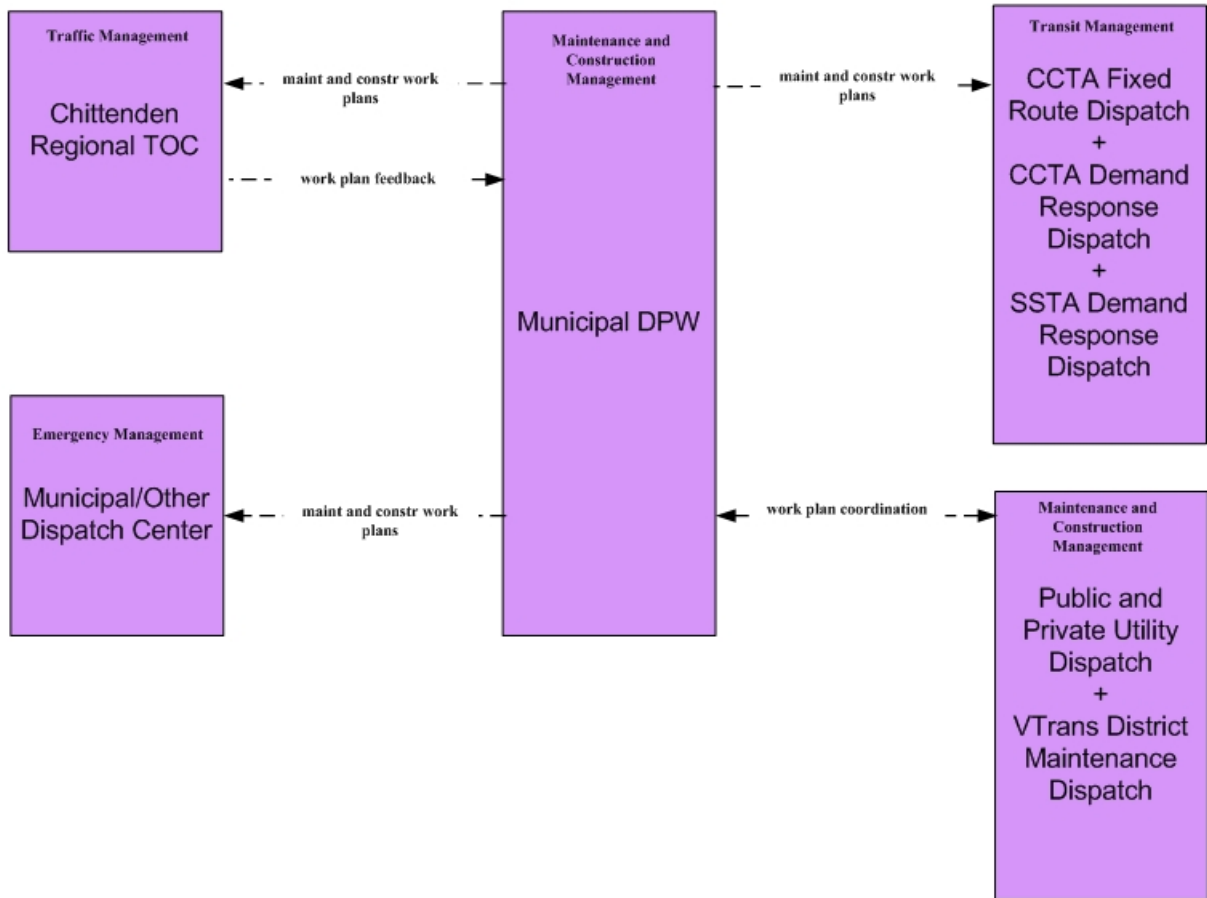 Traffic Management
Chittenden
Regional TOC
maint and constr work
plans
work plan feedback
Maintenance and
Construction
Management
Municipal DPW
maint and constr work
plans
Transit Management
CCTA Fixed
Route Dispatch
+
CCTA Demand
Response
Dispatch
+
SSTA Demand
Response
Dispatch
Emergency Management
Municipal/Other
Dispatch Center
maint and constr work
plans
work plan coordination
Maintenance and
Construction
Management
Public and
Private Utility
Dispatch
+
VTrans District
Maintenance
Dispatch